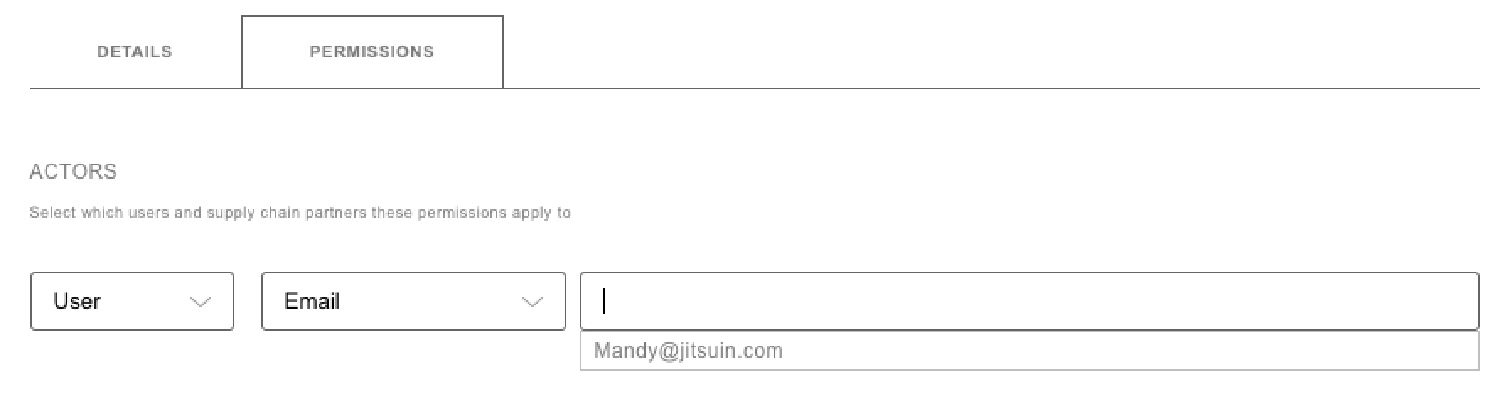 DETAILS PERMISSIONS
ACTORS
Select which users and supply chain partners these permissions apply to
User Email
Mandy@jitsuin.com